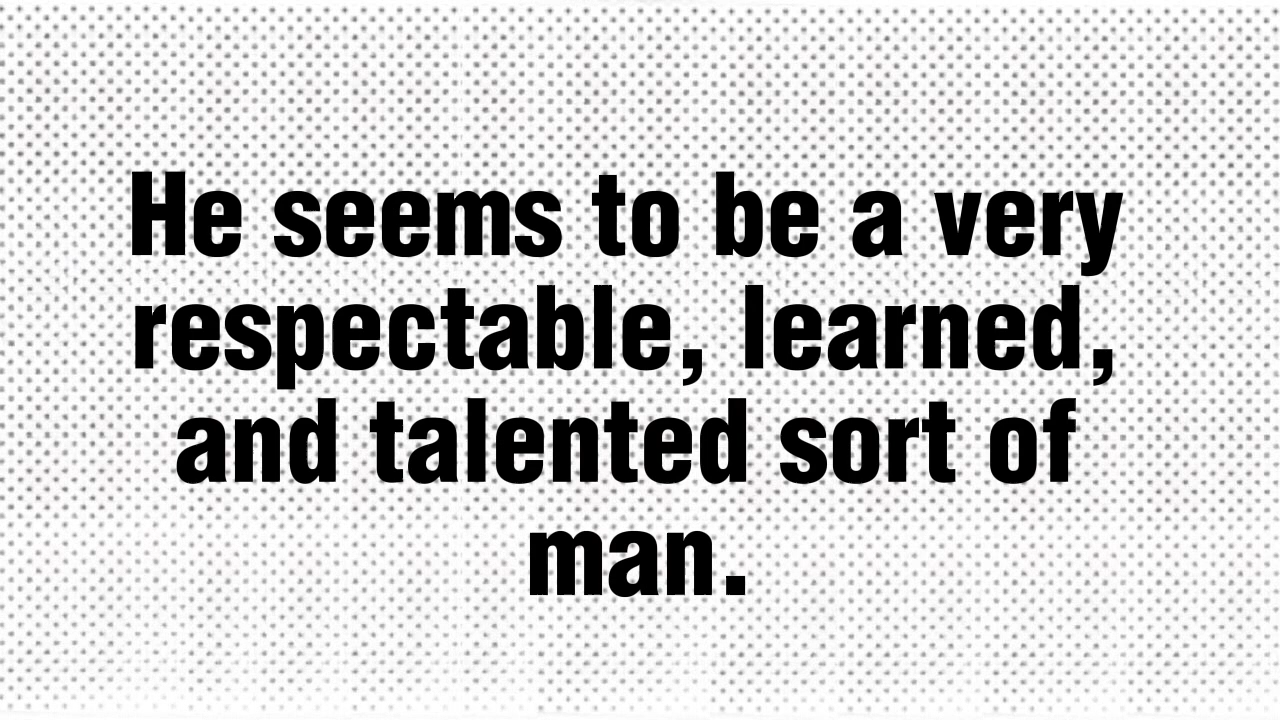 He seems to be a very
respectable, learned,
and talented sort of
man.